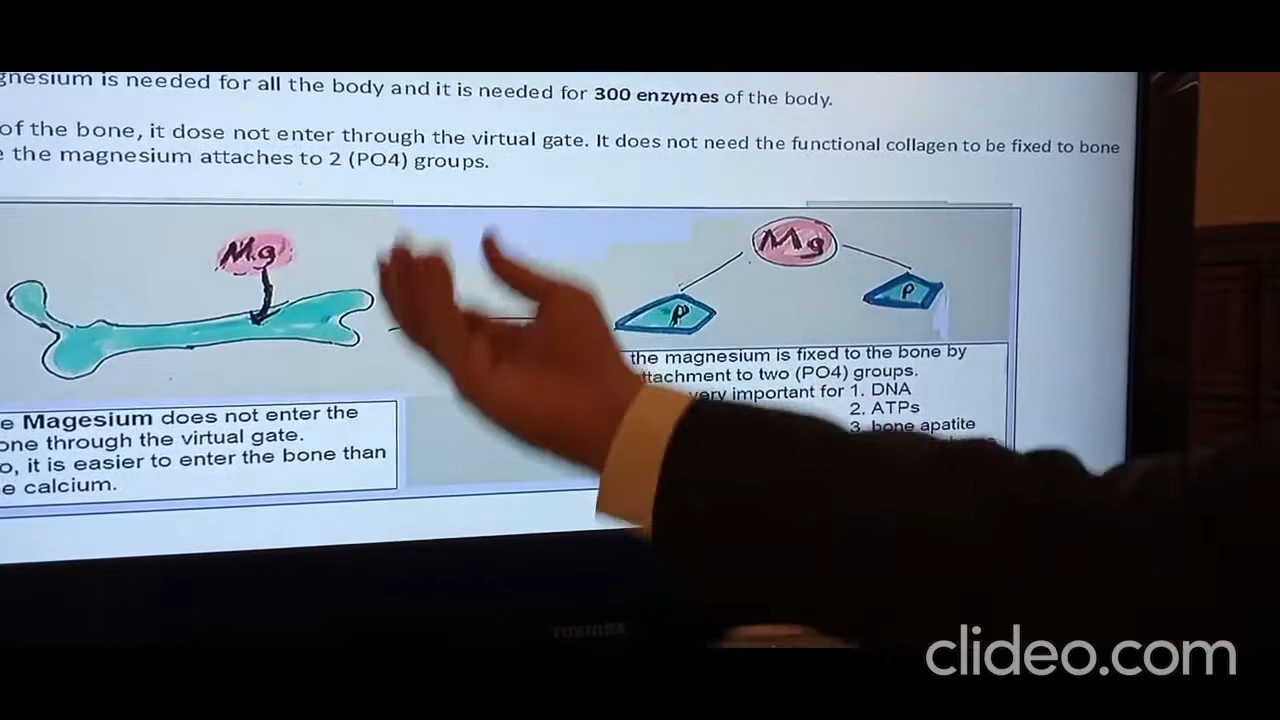 gnesium is needed for all the body and it is needed for 300 enzymes of the body.
of the bone, it dose not enter through the virtual gate. It does not need the functional collagen to be fixed to bone
the magnesium attaches to 2 (PO4) groups.
Mg
Mg
P
P
e Magesium does not enter the
one through the virtual gate.
o, it is easier to enter the bone than
e calcium.
the magnesium is fixed to the bone by
ttachment to two (PO4) groups.
very important for 1. DNA
2. ATPs
3. bone apatite
TOSHIBA
clideo.com